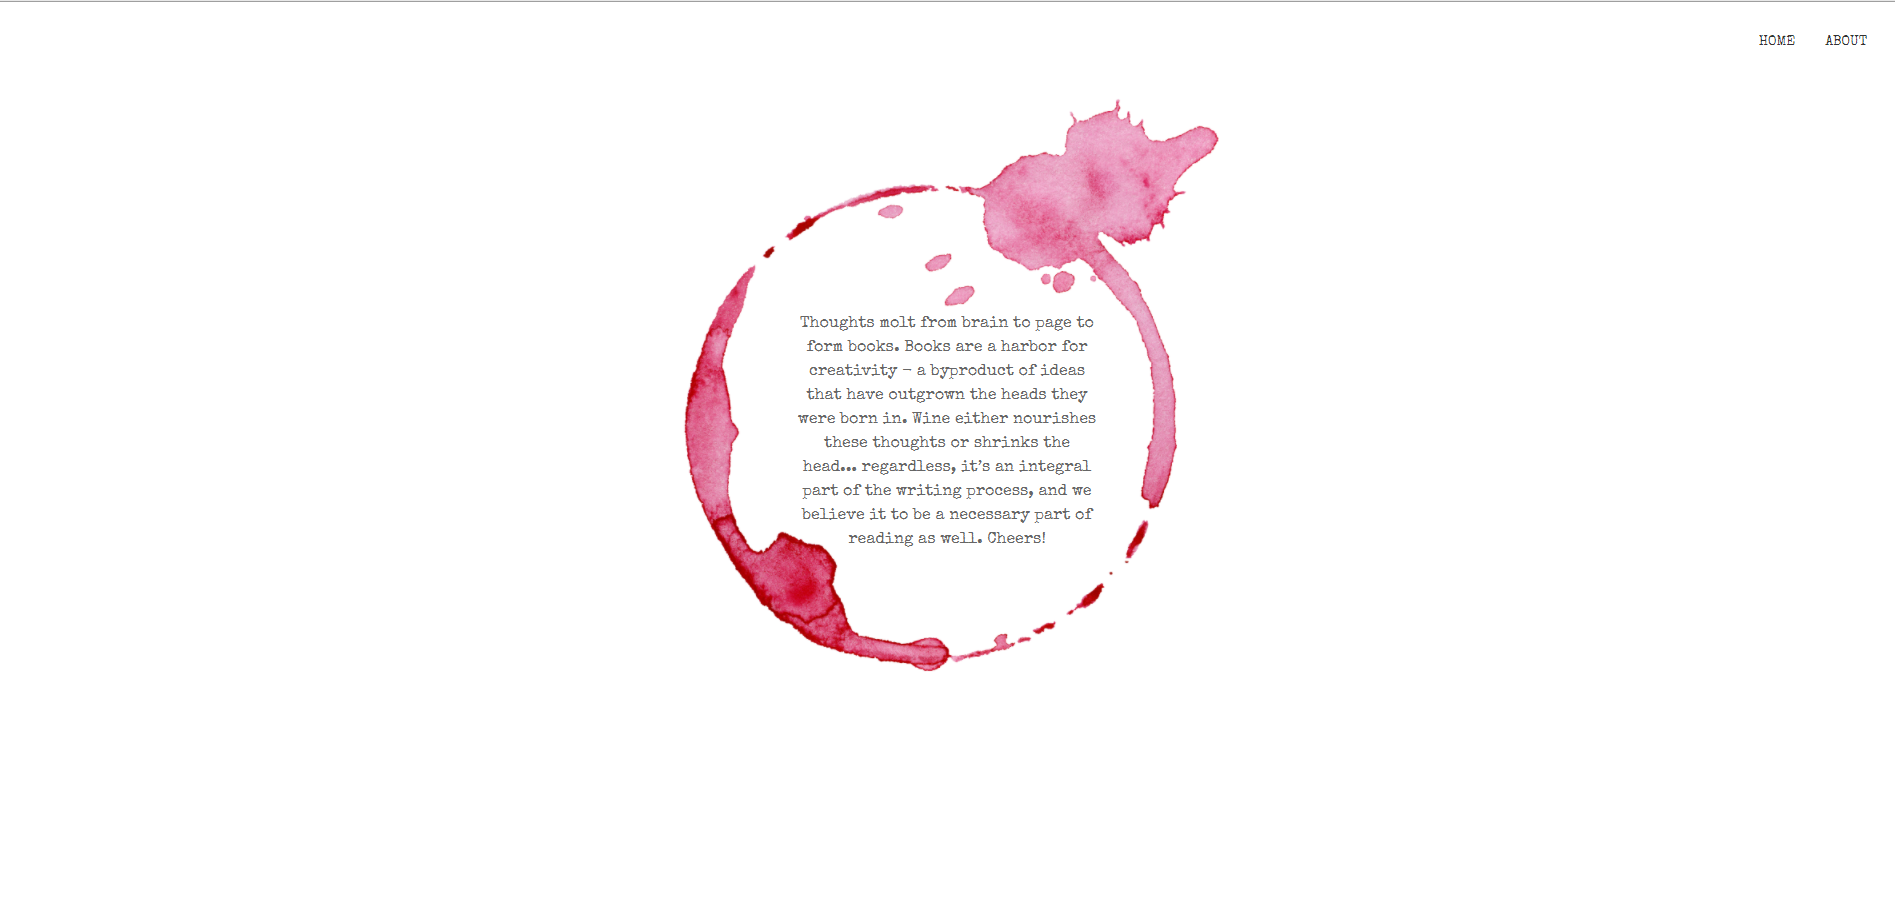 HOME ABOUT
Thoughts molt from brain to page to
form books. Books are a harbor for
creativity – a byproduct of ideas
that have outgrown the heads they
were born in. Wine either nourishes
these thoughts or shrinks the
head... regardless, it's an integral
part of the writing process, and we
believe it to be a necessary part of
reading as well. Cheers!